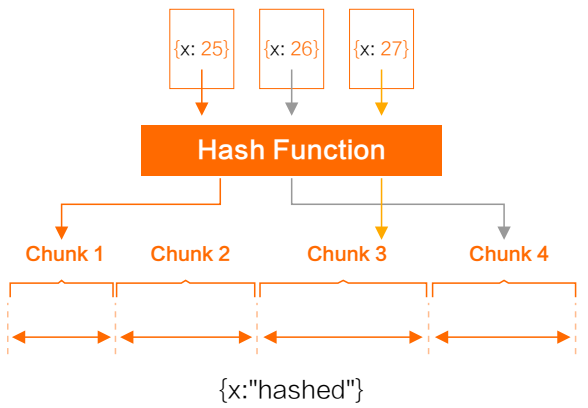 {x: 25} {x: 26} {x: 27}
Hash Function
Chunk 1 Chunk 2 Chunk 3 Chunk 4
{x:"hashed"}